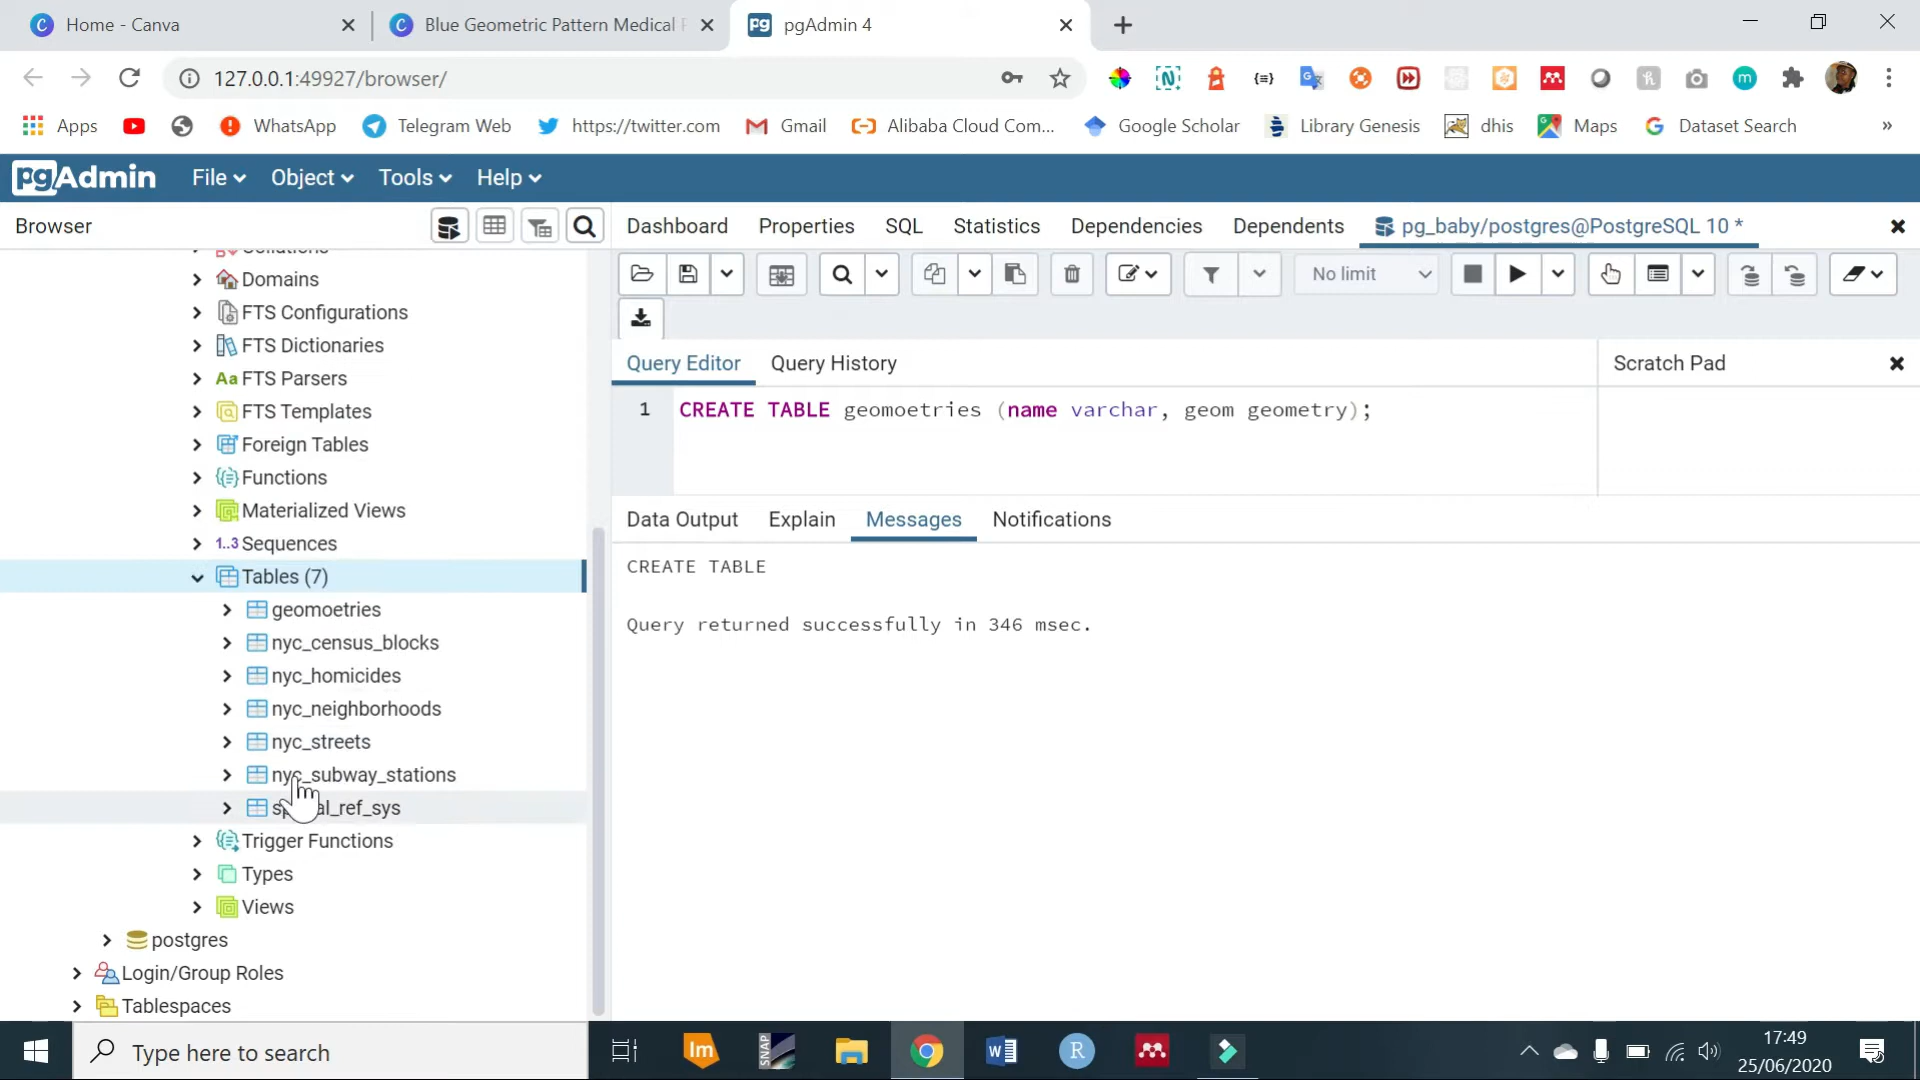 Home - Canva
Blue Geometric Pattern Medical
pgAdmin 4
127.0.0.1:49927/browser/
Apps
WhatsApp
Telegram Web
https://twitter.com
Gmail
Alibaba Cloud Com...
Google Scholar
Library Genesis
dhis
Maps
Dataset Search
»
pgAdmin
File
Object
Tools
Help
Browser
Dashboard
Properties
SQL
Statistics
Dependencies
Dependents
pg_baby/postgres@PostgreSQL 10 *
No limit
Domains
FTS Configurations
FTS Dictionaries
FTS Parsers
FTS Templates
Foreign Tables
Functions
Materialized Views
1..3 Sequences
Tables (7)
geomoetries
nyc_census_blocks
nyc_homicides
nyc_neighborhoods
nyc_streets
nyc_subway_stations
Trigger Functions
Types
Views
postgres
Login/Group Roles
Tablespaces
Query Editor
Query History
Scratch Pad
1 CREATE TABLE geomoetries (name varchar, geom geometry);
Data Output
Explain
Messages
Notifications
CREATE TABLE
Query returned successfully in 346 msec.
Type here to search
Im
SNAP
17:49
25/06/2020